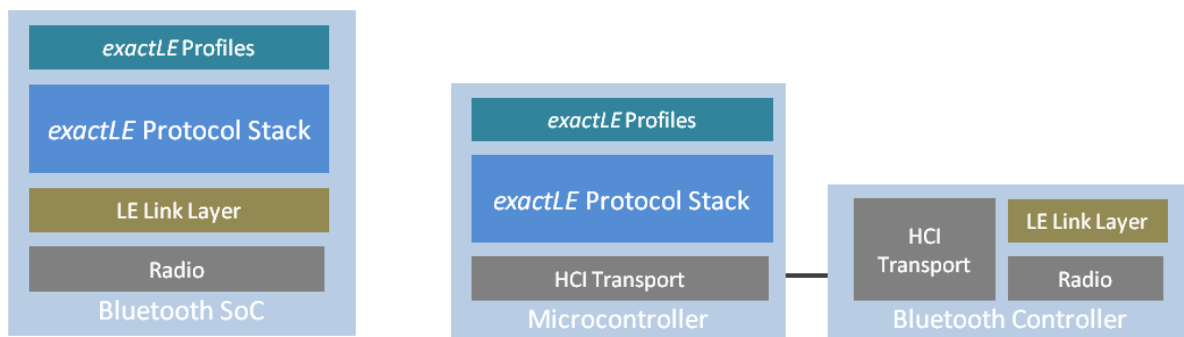 exactLE Profiles
exactLE Protocol Stack
LE Link Layer
Radio
Bluetooth SoC
exactLE Profiles
exactLE Protocol Stack
HCI Transport
Microcontroller
HCI
Transport
LE Link Layer
Radio
Bluetooth Controller